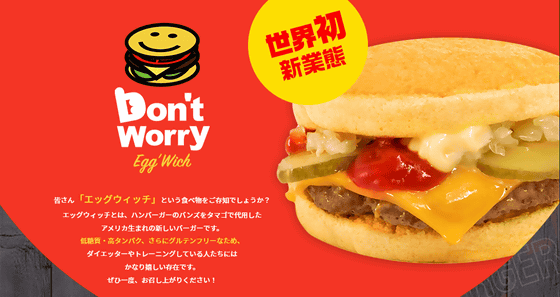 世界初
新業態
Don't
Worry
Egg'Wich
皆さん「エッグウィッチ」という食べ物をご存知でしょうか？
エッグウィッチとは、ハンバーガーのバンズをタマゴで代用した
アメリカ生まれの新しいバーガーです。
低糖質・高タンパク、さらにグルテンフリーなため、
ダイエッターやトレーニングしている人たちには
かなり嬉しい存在です。
ぜひ一度、お召し上がりください！